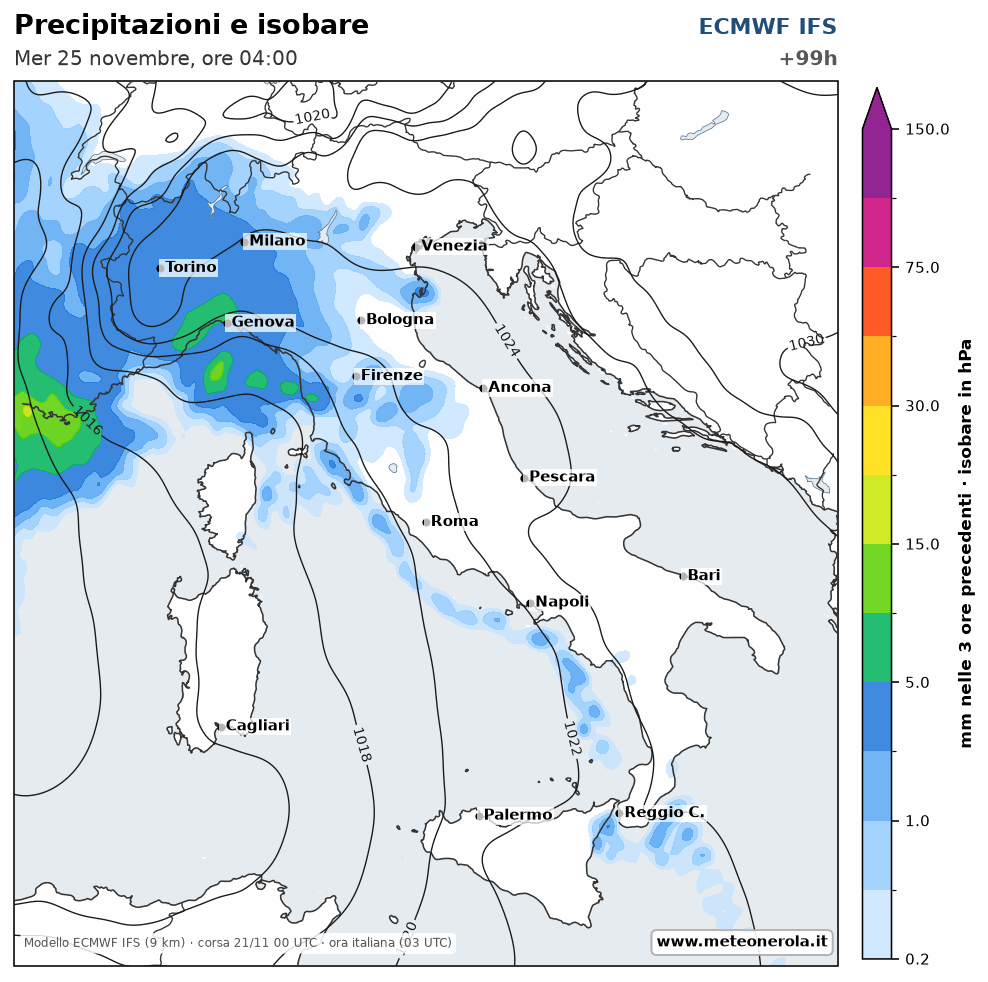 Precipitazioni e isobare
ECMWF IFS
Mer 25 novembre, ore 04:00
+99h
1020
150.0
Milano
Venezia
Torino
75.0
Genova
Bologna
1024
1030
Firenze
Ancona
30.0
1016
Pescara
Roma
15.0
Bari
Napoli
5.0
Cagliari
1018
1022
Palermo
Reggio C.
1.0
mm nelle 3 ore precedenti · isobare in hPa
Modello ECMWF IFS (9 km) · corsa 21/11 00 UTC · ora italiana (03 UTC)
www.meteonerola.it
0.2